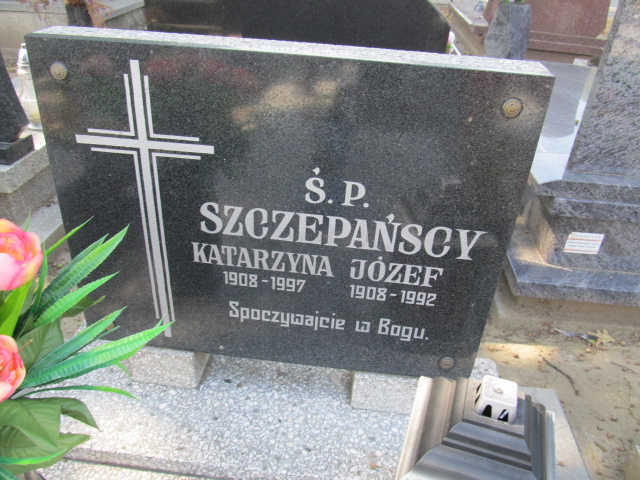 Ś. P.
SZCZEPAŃSCY
KATARZYNA JÓZEF
1908 - 1997 1908 - 1992
Spoczywajcie w Bogu.